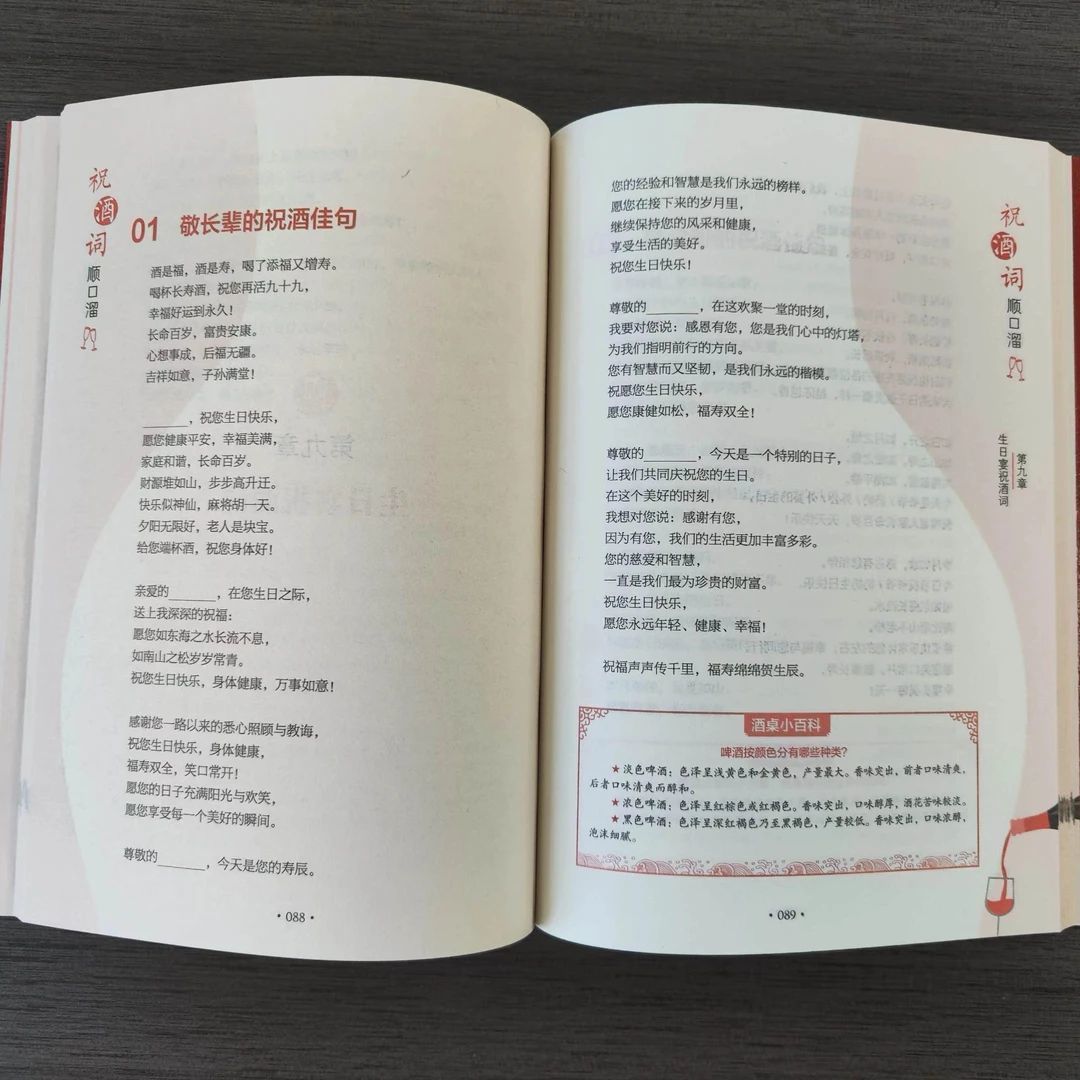 祝酒词
顺口溜
01 敬长辈的祝酒佳句
酒是福，酒是寿，喝了添福又增寿。
喝杯长寿酒，祝您再活九十九，
幸福好运到永久！
长命百岁，富贵安康。
心想事成，后福无疆。
吉祥如意，子孙满堂！
______，祝您生日快乐，
愿您健康平安，幸福美满，
家庭和谐，长命百岁。
财源堆如山，步步高升迁。
快乐似神仙，麻将胡一天。
夕阳无限好，老人是块宝。
给您端杯酒，祝您身体好！
亲爱的______，在您生日之际，
送上我深深的祝福：
愿您如东海之水长流不息，
如南山之松岁岁常青。
祝您生日快乐，身体健康，万事如意！
感谢您一路以来的悉心照顾与教诲，
祝您生日快乐，身体健康，
福寿双全，笑口常开！
愿您的日子充满阳光与欢笑，
愿您享受每一个美好的瞬间。
尊敬的______，今天是您的寿辰。
·088·
您的经验和智慧是我们永远的榜样。
愿您在接下来的岁月里，
继续保持您的风采和健康，
享受生活的美好。
祝您生日快乐！
尊敬的______，在这欢聚一堂的时刻，
我要对您说：感恩有您，您是我们心中的灯塔，
为我们指明前行的方向。
您有智慧而又坚韧，是我们永远的楷模。
祝愿您生日快乐，
愿您康健如松，福寿双全！
尊敬的______，今天是一个特别的日子，
让我们共同庆祝您的生日。
在这个美好的时刻，
我想对您说：感谢有您，
因为有您，我们的生活更加丰富多彩。
您的慈爱和智慧，
一直是我们最为珍贵的财富。
祝您生日快乐，
愿您永远年轻、健康、幸福！
祝福声声传千里，福寿绵绵贺生辰。
酒桌小百科
啤酒按颜色分有哪些种类？
★淡色啤酒：色泽呈浅黄色和金黄色，产量最大。香味突出，前者口味清爽，
后者口味清爽而醇和。
★浓色啤酒：色泽呈红棕色或红褐色。香味突出，口味醇厚，酒花苦味较淡。
★黑色啤酒：色泽呈深红褐色乃至黑褐色，产量较低。香味突出，口味浓醇，
泡沫细腻。
·089·
祝酒词
顺口溜
第九章
生日宴祝酒词